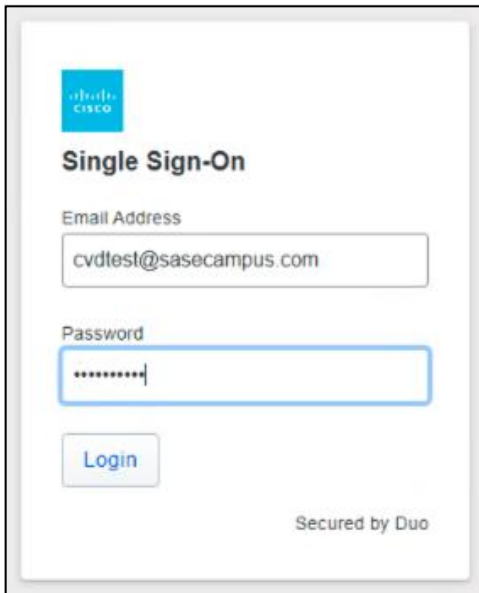 CISCO
Single Sign-On
Email Address
cvdtest@sasecampus.com
Password
••••••••••
Login
Secured by Duo